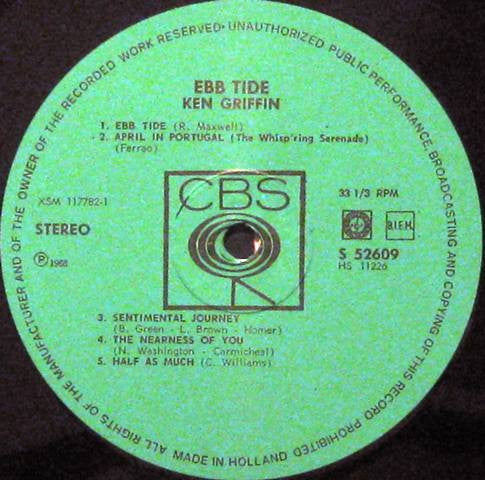 ALL RIGHTS OF THE MANUFACTURER AND OF THE OWNER OF THE RECORDED WORK RESERVED · UNAUTHORIZED PUBLIC PERFORMANCE, BROADCASTING AND COPYING OF THIS RECORD PROHIBITED
EBB TIDE
KEN GRIFFIN
1. EBB TIDE (R. Maxwell)
2. APRIL IN PORTUGAL (The Whisp'ring Serenade)
(Ferrao)
CBS
XSM 117782-1
STEREO
℗ 1968
33 1/3 RPM
B.I.E.M.
S 52609
HS 11226
3. SENTIMENTAL JOURNEY
(B. Green - L. Brown - Homer)
4. THE NEARNESS OF YOU
(N. Washington - Carmicheal)
5. HALF AS MUCH (C. Williams)
MADE IN HOLLAND